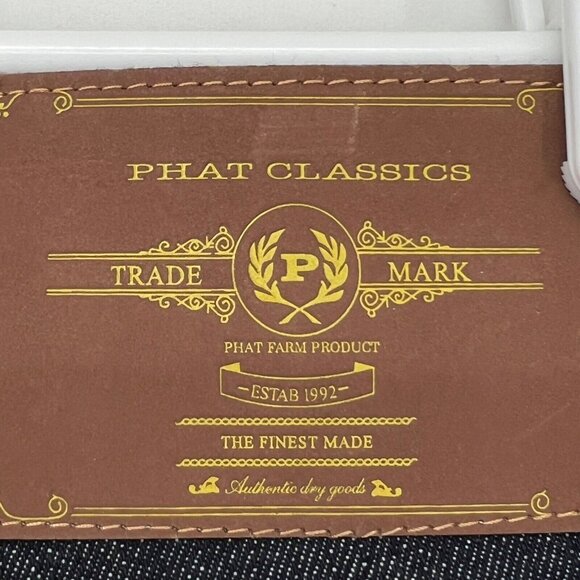 PHAT CLASSICS
TRADE P MARK
PHAT FARM PRODUCT
-ESTAB 1992-
THE FINEST MADE
Authentic dry goods